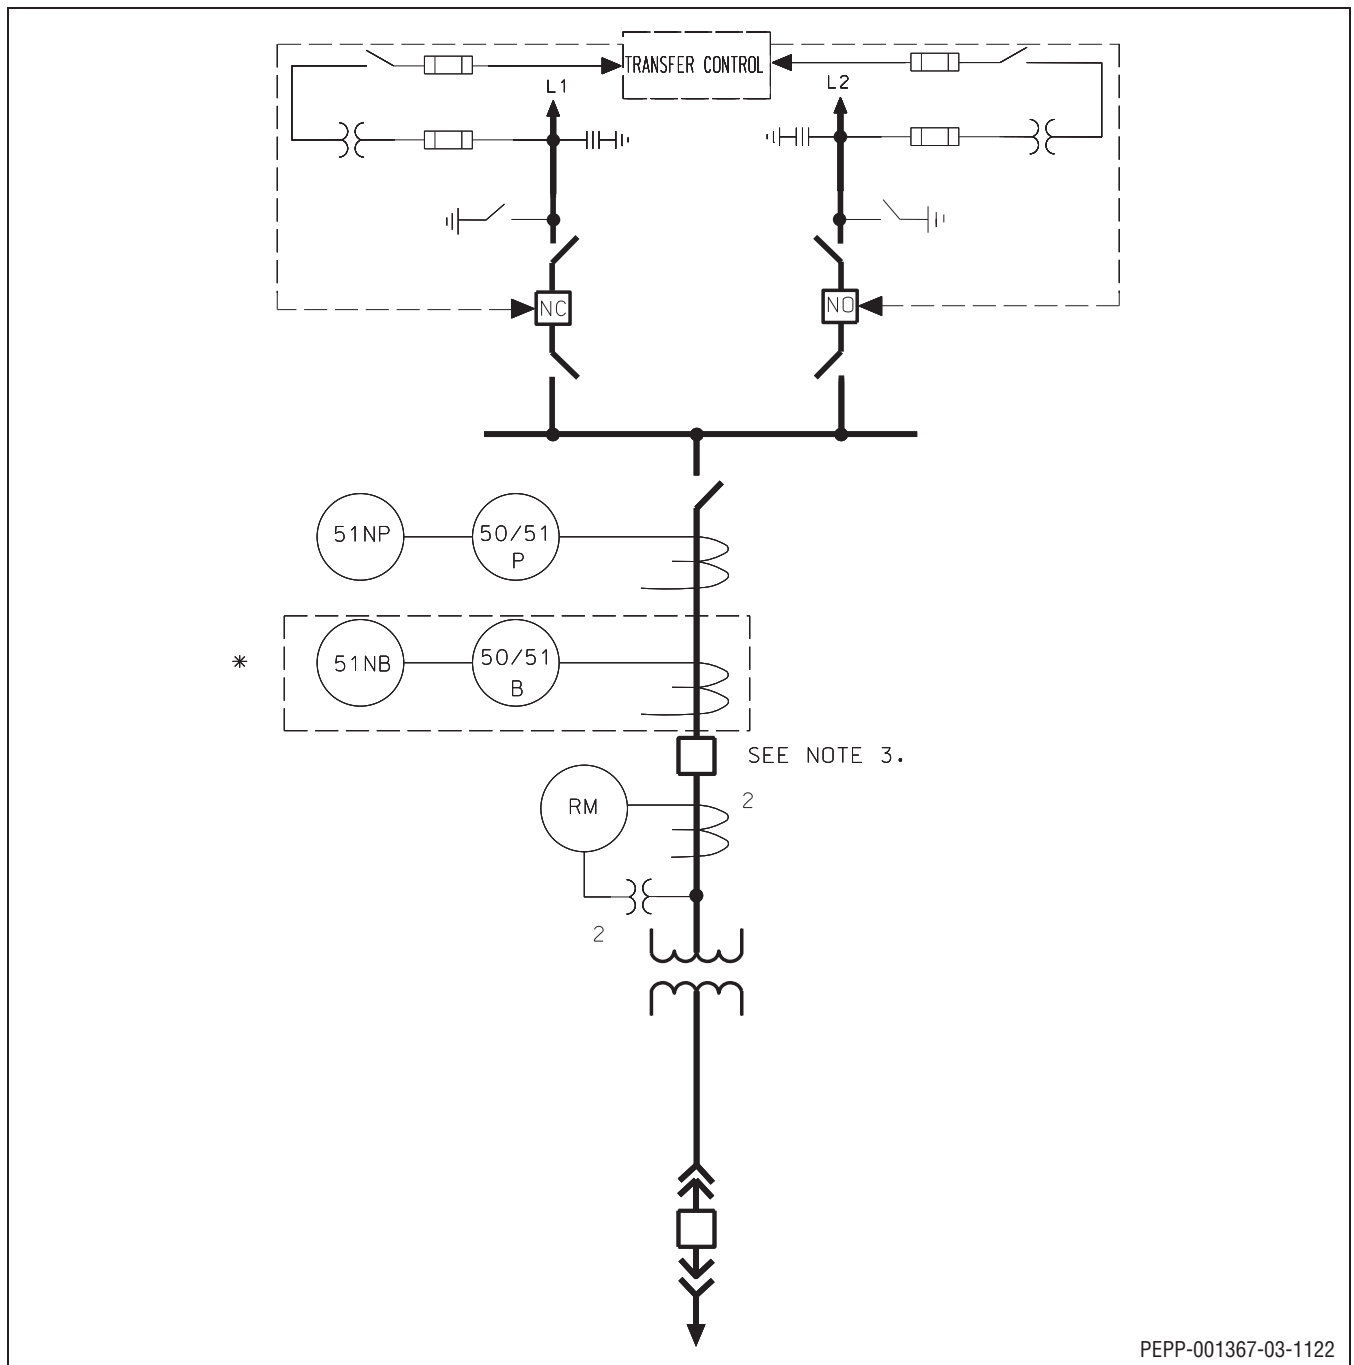 TRANSFER CONTROL
L1
L2
NC
NO
51NP
50/51
P
*
51NB
50/51
B
SEE NOTE 3.
2
RM
2
PEPP-001367-03-1122